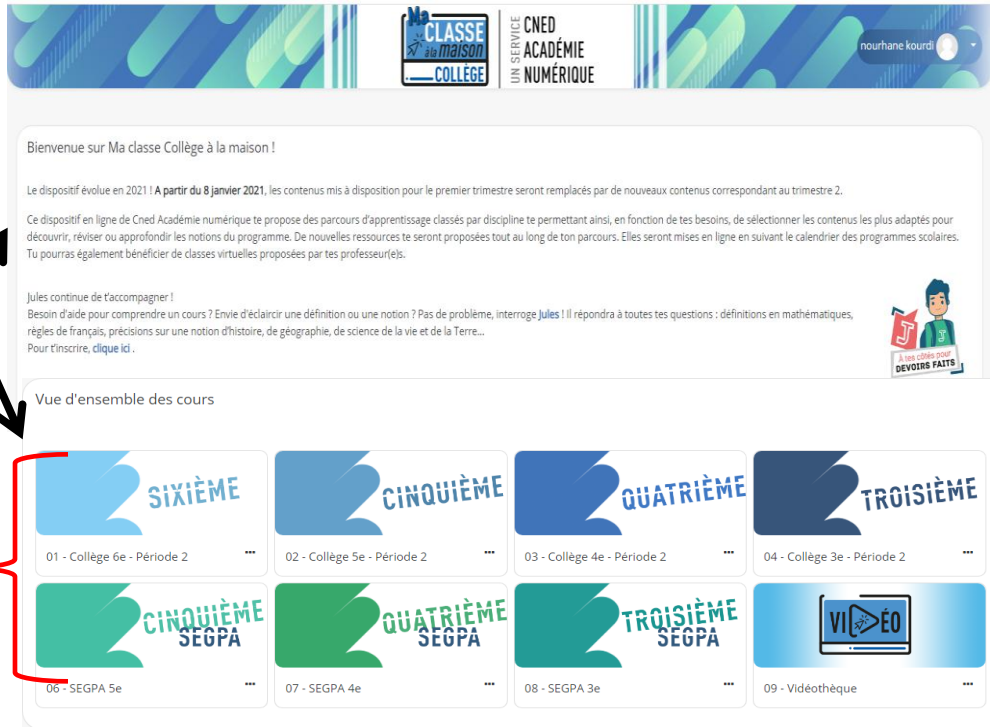 Ma
CLASSE
à la maison
COLLÈGE
UN SERVICE
CNED
ACADÉMIE
NUMÉRIQUE
nourhane kourdi
Bienvenue sur Ma classe Collège à la maison !
Le dispositif évolue en 2021 ! A partir du 8 janvier 2021, les contenus mis à disposition pour le premier trimestre seront remplacés par de nouveaux contenus correspondant au trimestre 2.
Ce dispositif en ligne de Cned Académie numérique te propose des parcours d'apprentissage classés par discipline te permettant ainsi, en fonction de tes besoins, de sélectionner les contenus les plus adaptés pour
découvrir, réviser ou approfondir les notions du programme. De nouvelles ressources te seront proposées tout au long de ton parcours. Elles seront mises en ligne en suivant le calendrier des programmes scolaires.
Tu pourras également bénéficier de classes virtuelles proposées par tes professeur(e)s.
Jules continue de t'accompagner !
Besoin d'aide pour comprendre un cours ? Envie d'éclaircir une définition ou une notion ? Pas de problème, interroge Jules ! Il répondra à toutes tes questions : définitions en mathématiques,
règles de français, précisions sur une notion d'histoire, de géographie, de science de la vie et de la Terre...
Pour t'inscrire, clique ici .
J
J
À tes côtés pour
DEVOIRS FAITS
Vue d'ensemble des cours
SIXIÈME
CINQUIÈME
QUATRIÈME
TROISIÈME
01 - Collège 6e - Période 2
02 - Collège 5e - Période 2
03 - Collège 4e - Période 2
04 - Collège 3e - Période 2
CINQUIÈME
SEGPA
QUATRIÈME
SEGPA
TROISIÈME
SEGPA
VIDÉO
06 - SEGPA 5e
07 - SEGPA 4e
08 - SEGPA 3e
09 - Vidéothèque